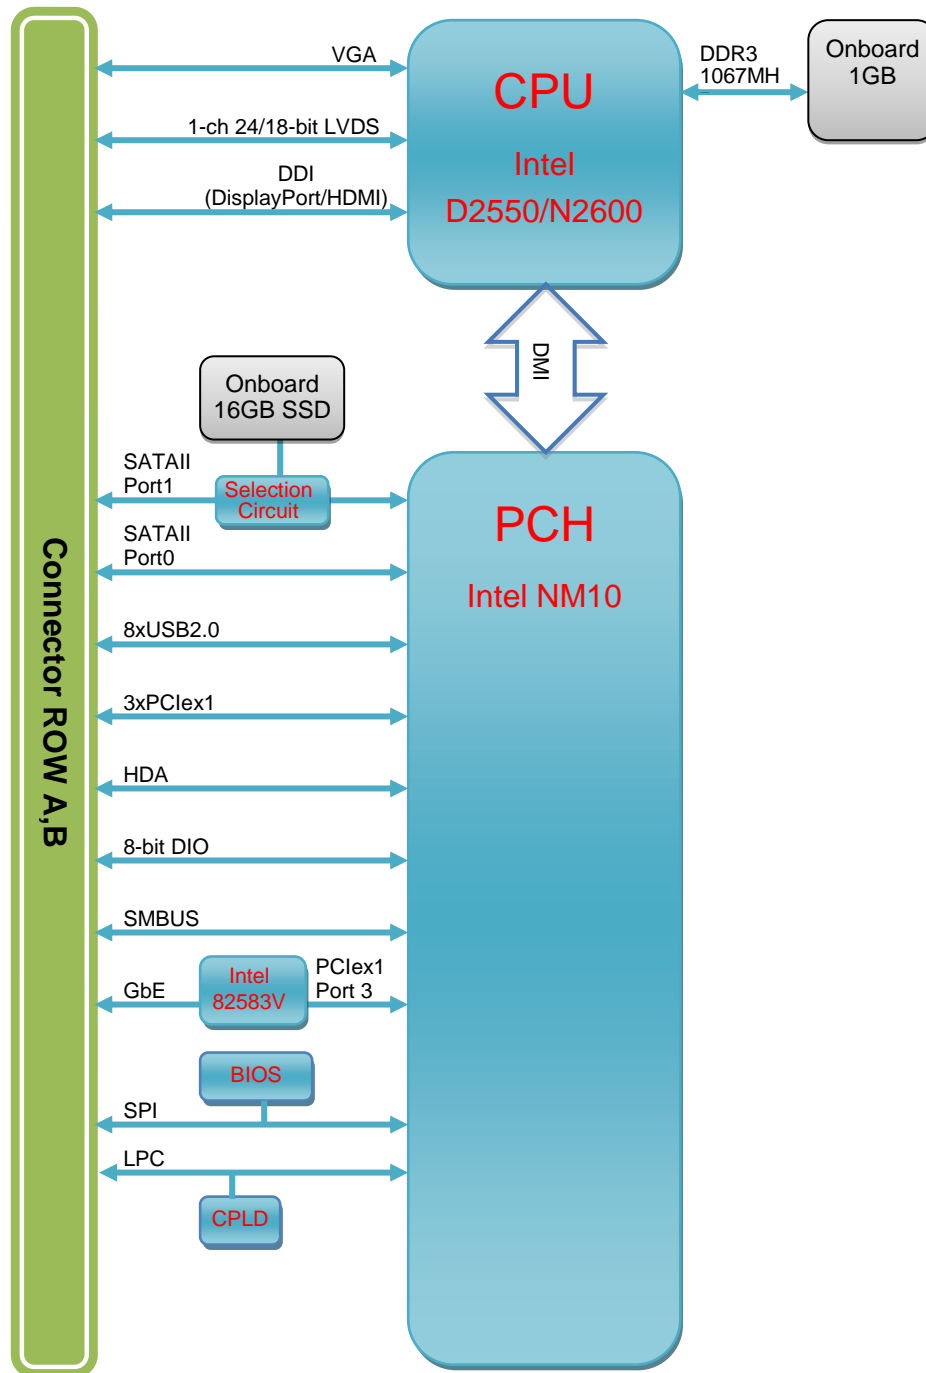 VGA
CPU
Intel
D2550/N2600
DDR3
1067MH
Onboard
1GB
1-ch 24/18-bit LVDS
DDI
(DisplayPort/HDMI)
DMI
Onboard
16GB SSD
SATAII
Port1
Selection
Circuit
PCH
Intel NM10
SATAII
Port0
Connector ROW A,B
8xUSB2.0
3xPCIex1
HDA
8-bit DIO
SMBUS
GbE
Intel
82583V
PCIex1
Port 3
BIOS
SPI
LPC
CPLD